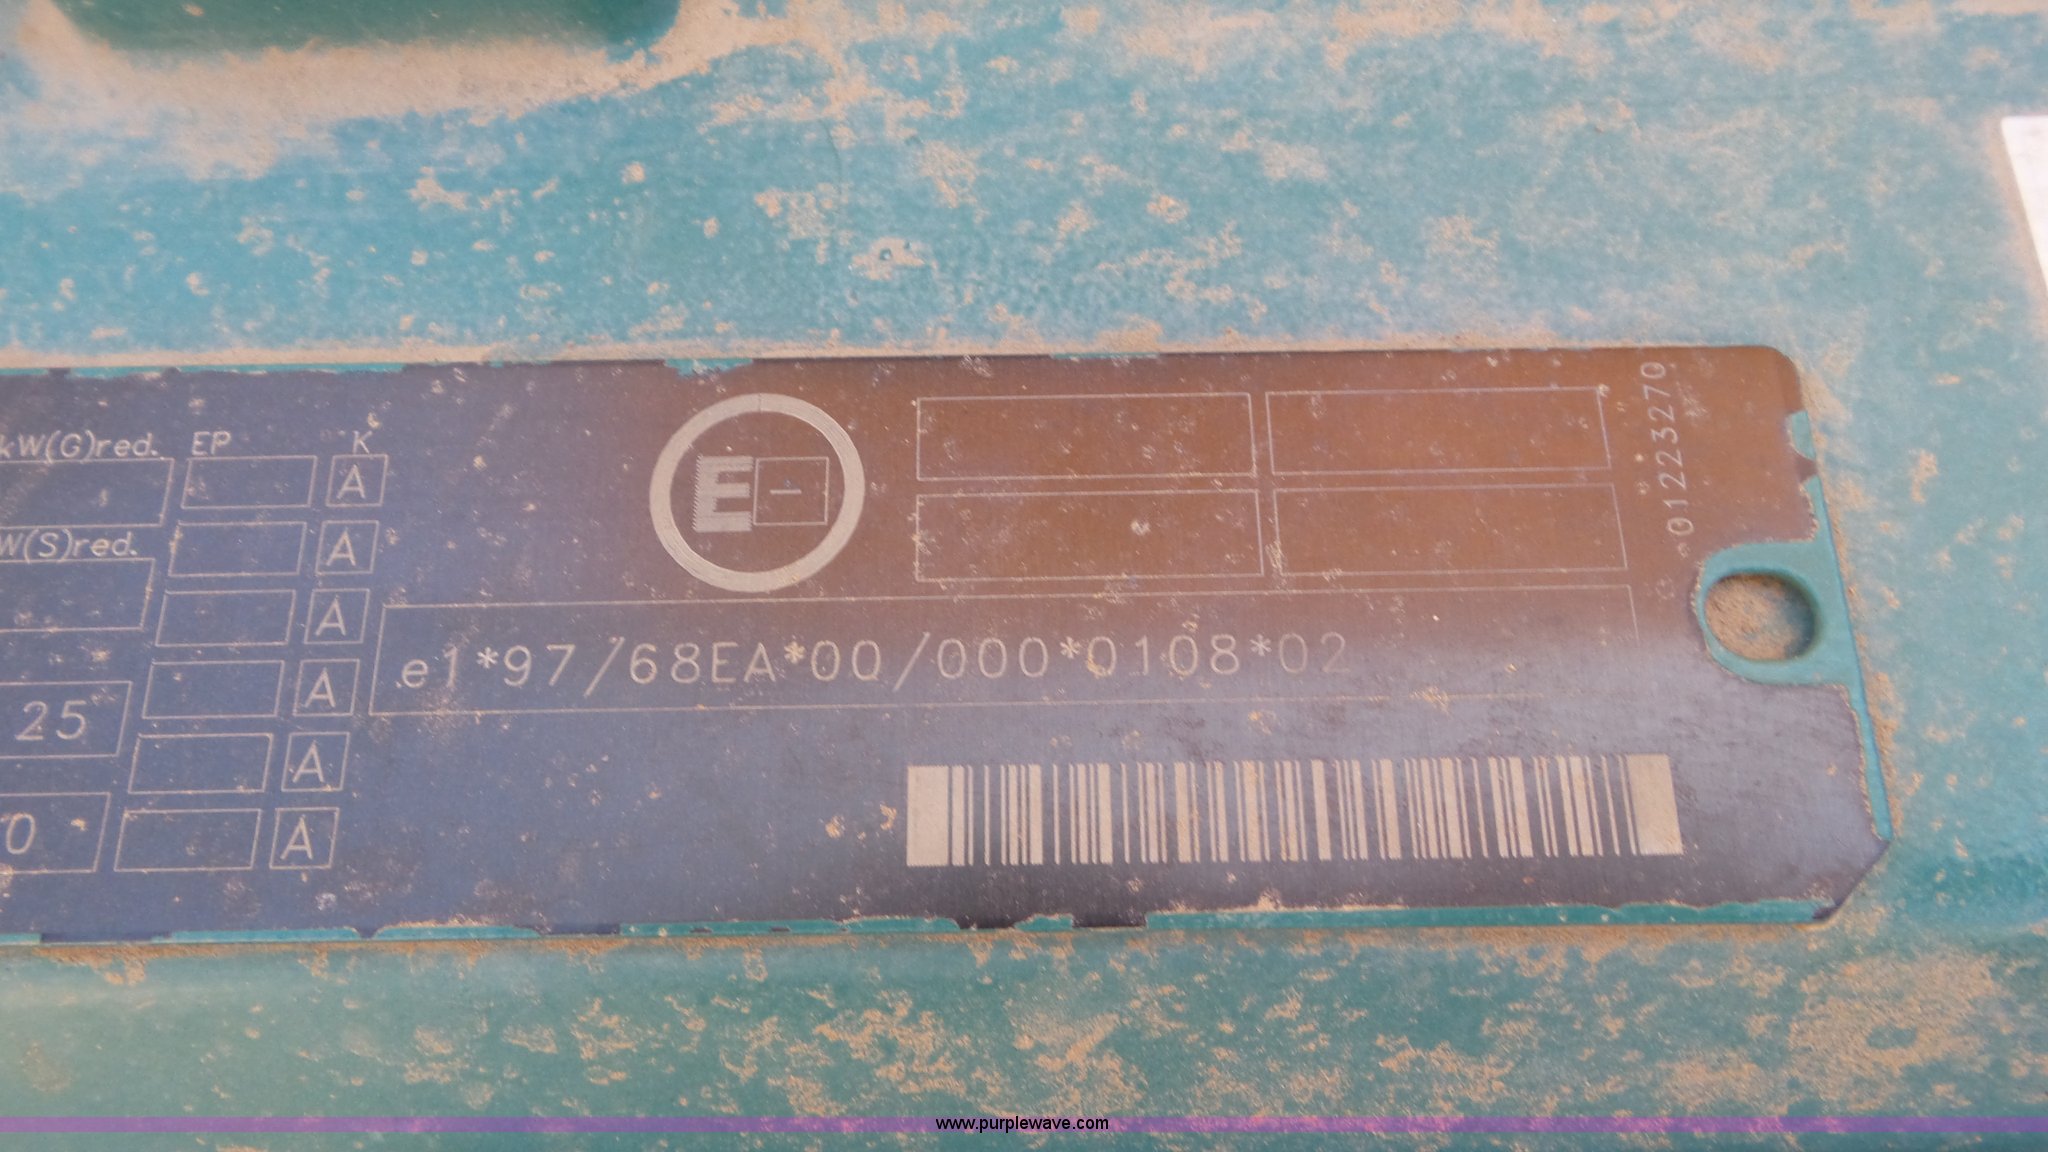 kW(G)red. EP K
A
W(S)red.
A
A
25 A
A
0 A
E -
01223270
e1*97/68EA*00/000*0108*02
www.purplewave.com